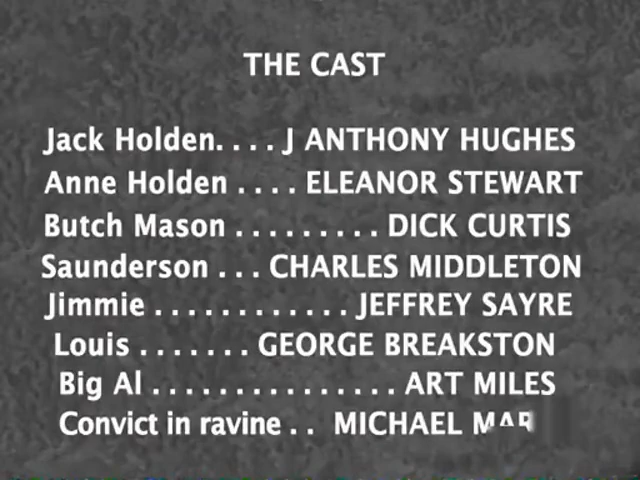 THE CAST
Jack Holden. . . . J ANTHONY HUGHES
Anne Holden . . . . ELEANOR STEWART
Butch Mason . . . . . . . . . DICK CURTIS
Saunderson . . . CHARLES MIDDLETON
Jimmie . . . . . . . . . . . . JEFFREY SAYRE
Louis . . . . . . . GEORGE BREAKSTON
Big Al . . . . . . . . . . . . . . . ART MILES
Convict in ravine . . MICHAEL